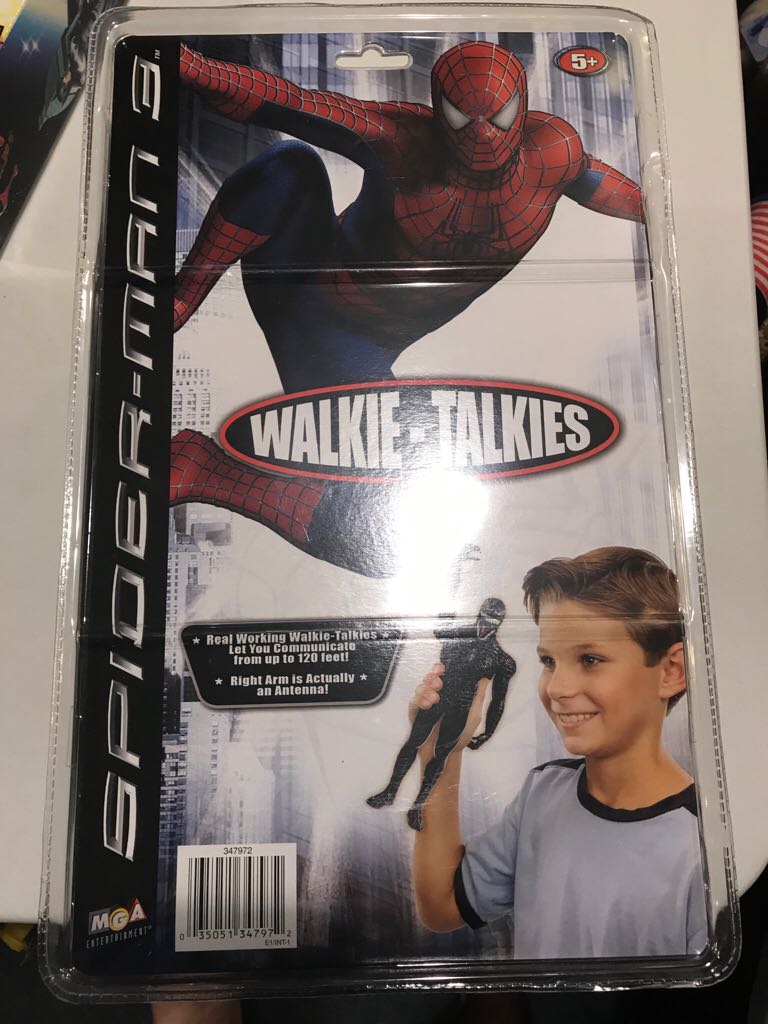 SPIDER-MAN 3™
5+
WALKIE-TALKIES
* Real Working Walkie-Talkies *
Let You Communicate
from up to 120 feet!
* Right Arm is Actually *
an Antenna!
347972
0 35051 34797 2
E1/INT-1
MGA
ENTERTAINMENT®